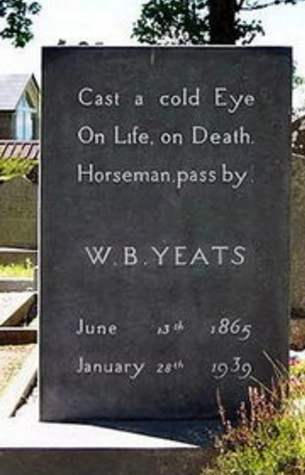 Cast a cold Eye
On Life, on Death.
Horseman, pass by!
W. B. YEATS
June 13th 1865
January 28th 1939